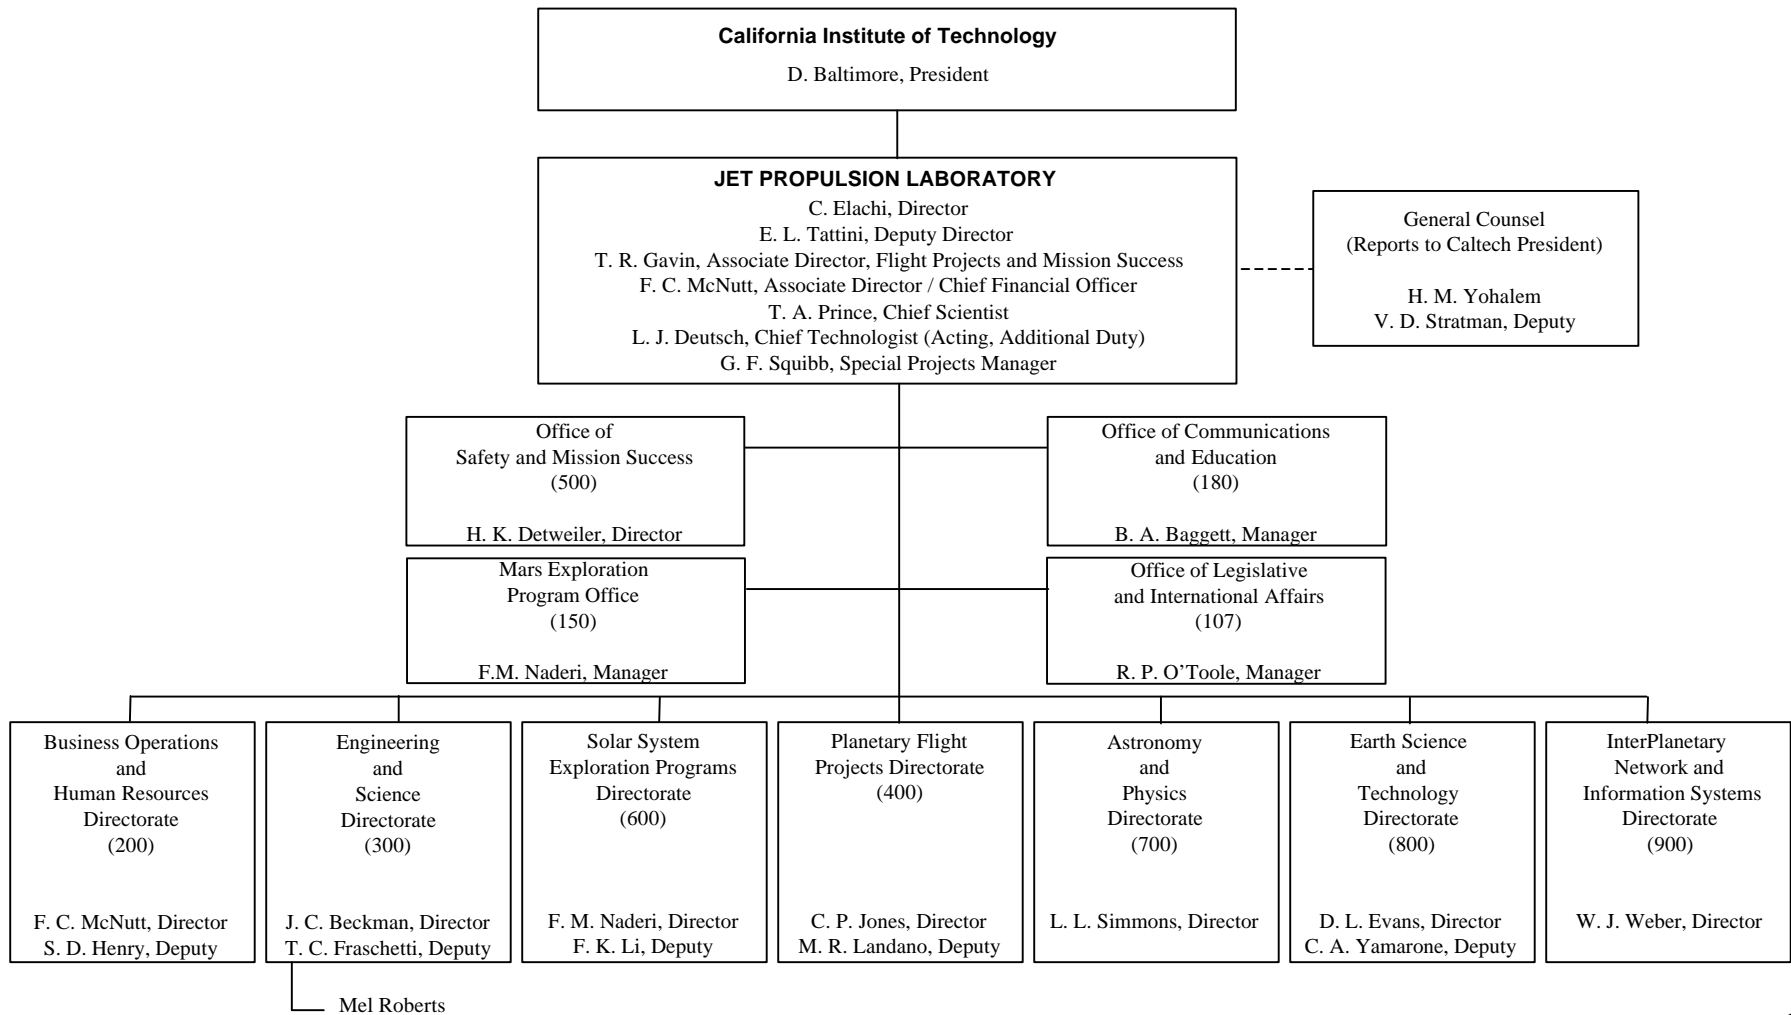 California Institute of Technology
D. Baltimore, President
JET PROPULSION LABORATORY
C. Elachi, Director
E. L. Tattini, Deputy Director
T. R. Gavin, Associate Director, Flight Projects and Mission Success
F. C. McNutt, Associate Director / Chief Financial Officer
T. A. Prince, Chief Scientist
L. J. Deutsch, Chief Technologist (Acting, Additional Duty)
G. F. Squibb, Special Projects Manager
General Counsel
(Reports to Caltech President)
H. M. Yohalem
V. D. Stratman, Deputy
Office of
Safety and Mission Success
(500)
H. K. Detweiler, Director
Office of Communications
and Education
(180)
B. A. Baggett, Manager
Mars Exploration
Program Office
(150)
F.M. Naderi, Manager
Office of Legislative
and International Affairs
(107)
R. P. O’Toole, Manager
Business Operations
and
Human Resources
Directorate
(200)
F. C. McNutt, Director
S. D. Henry, Deputy
Engineering
and
Science
Directorate
(300)
J. C. Beckman, Director
T. C. Fraschetti, Deputy
Solar System
Exploration Programs
Directorate
(600)
F. M. Naderi, Director
F. K. Li, Deputy
Planetary Flight
Projects Directorate
(400)
C. P. Jones, Director
M. R. Landano, Deputy
Astronomy
and
Physics
Directorate
(700)
L. L. Simmons, Director
Earth Science
and
Technology
Directorate
(800)
D. L. Evans, Director
C. A. Yamarone, Deputy
InterPlanetary
Network and
Information Systems
Directorate
(900)
W. J. Weber, Director
Mel Roberts